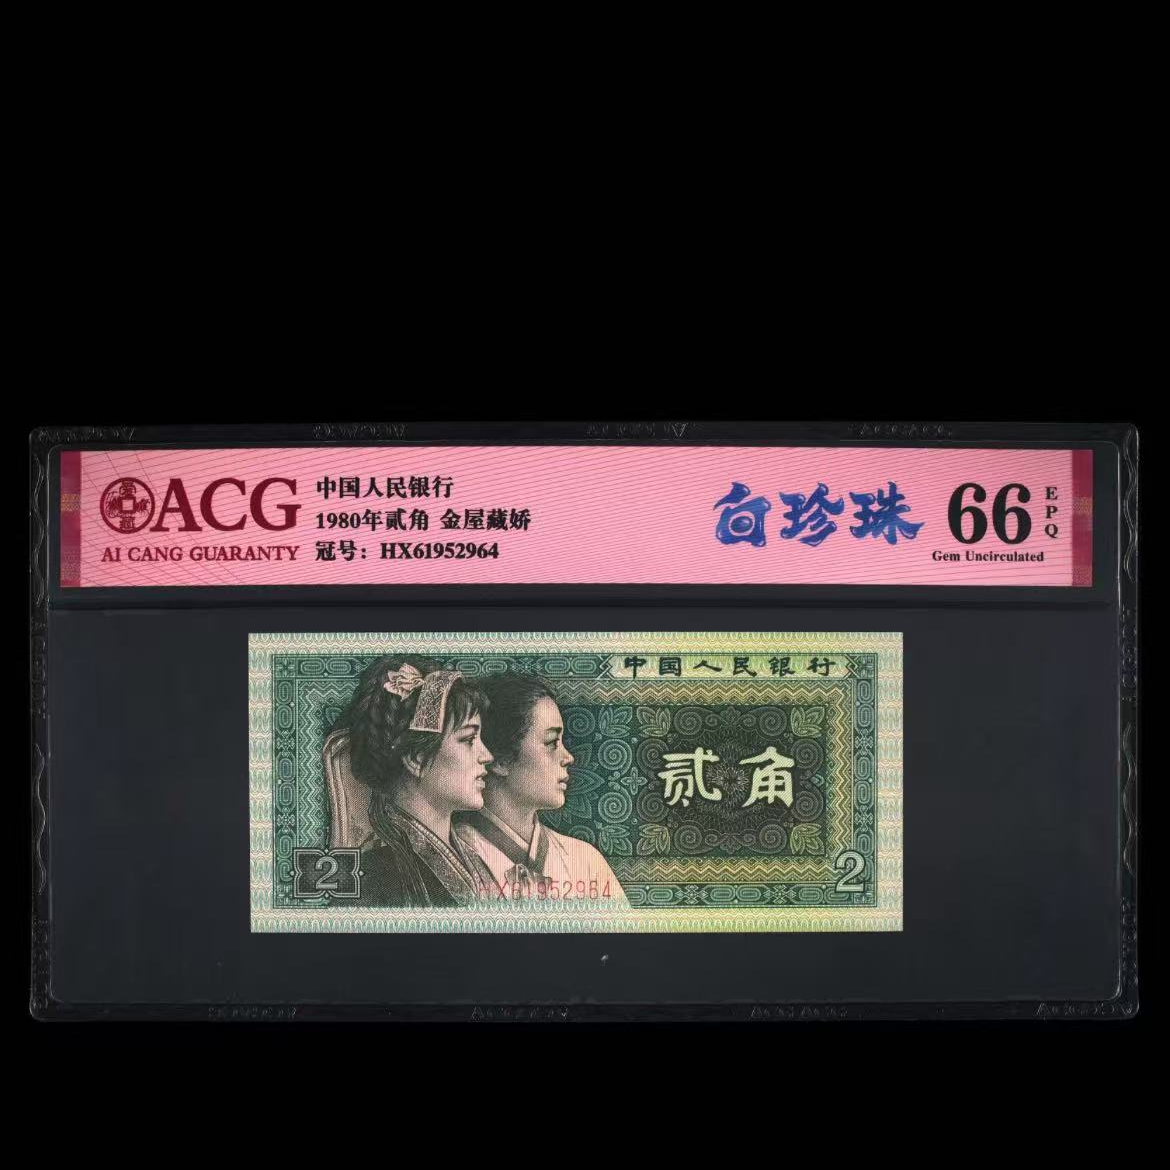 ACG
AI CANG GUARANTY
中国人民银行
1980年贰角 金屋藏娇
冠号：HX61952964
白珍珠
66
EPQ
Gem Uncirculated
中国人民银行
贰角
2
2
HX61952964